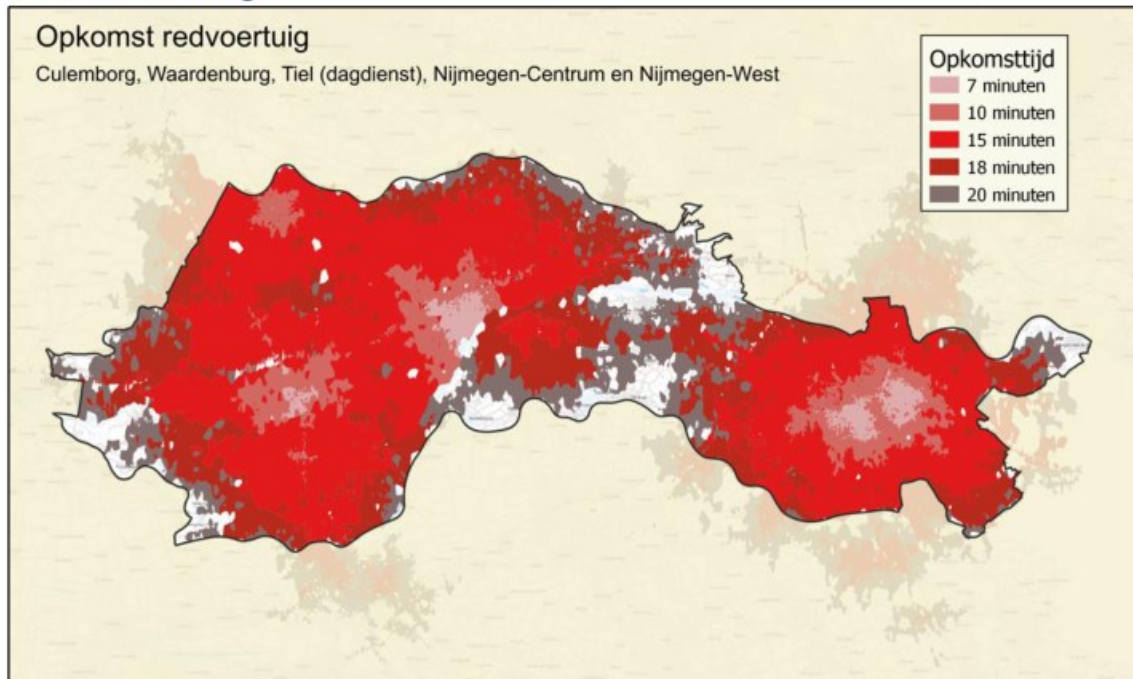 Opkomst redvoertuig
Culemborg, Waardenburg, Tiel (dagdienst), Nijmegen-Centrum en Nijmegen-West
Opkomsttijd
7 minuten
10 minuten
15 minuten
18 minuten
20 minuten